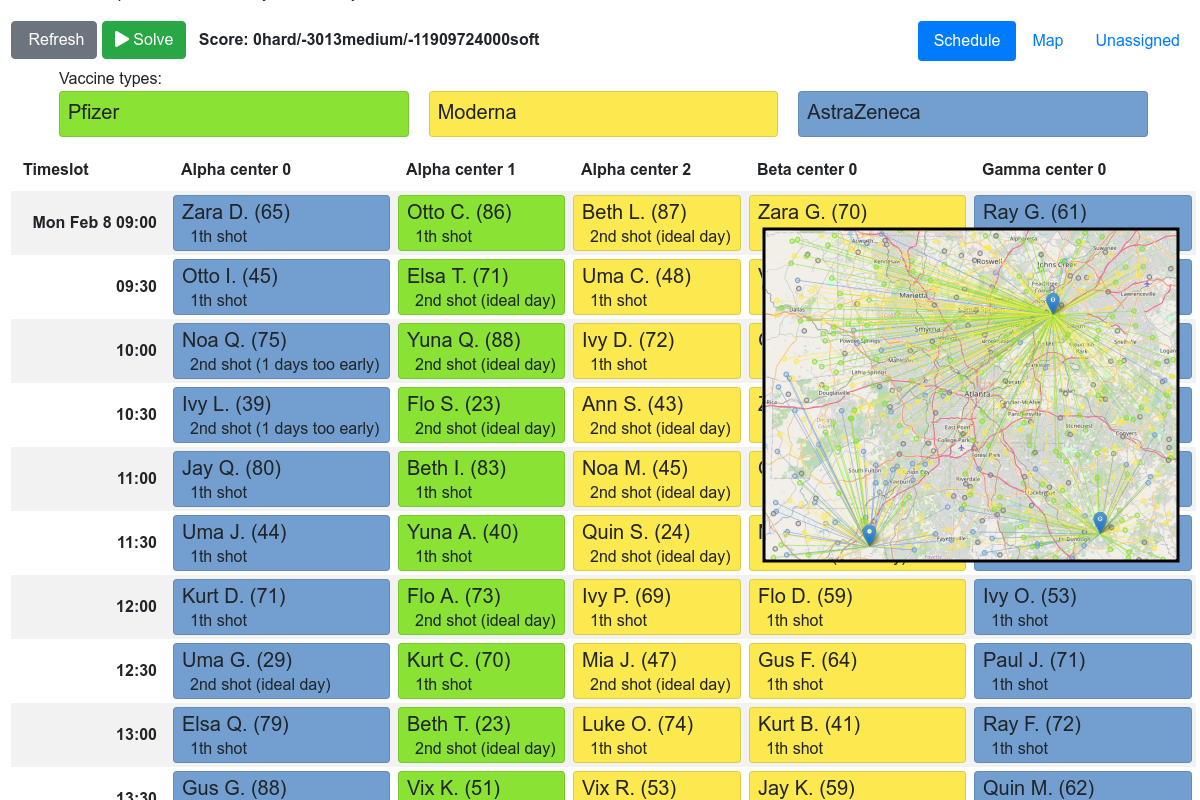 Refresh
Solve
Score: 0hard/-3013medium/-11909724000soft
Schedule
Map
Unassigned
Vaccine types:
Pfizer
Moderna
AstraZeneca
Timeslot
Alpha center 0
Alpha center 1
Alpha center 2
Beta center 0
Gamma center 0
Mon Feb 8 09:00
Zara D. (65)
1th shot
Otto C. (86)
1th shot
Beth L. (87)
2nd shot (ideal day)
Zara G. (70)
Ray G. (61)
09:30
Otto I. (45)
1th shot
Elsa T. (71)
2nd shot (ideal day)
Uma C. (48)
1th shot
10:00
Noa Q. (75)
2nd shot (1 days too early)
Yuna Q. (88)
2nd shot (ideal day)
Ivy D. (72)
1th shot
10:30
Ivy L. (39)
2nd shot (1 days too early)
Flo S. (23)
2nd shot (ideal day)
Ann S. (43)
2nd shot (ideal day)
11:00
Jay Q. (80)
1th shot
Beth I. (83)
1th shot
Noa M. (45)
2nd shot (ideal day)
11:30
Uma J. (44)
1th shot
Yuna A. (40)
1th shot
Quin S. (24)
2nd shot (ideal day)
12:00
Kurt D. (71)
1th shot
Flo A. (73)
2nd shot (ideal day)
Ivy P. (69)
1th shot
Flo D. (59)
1th shot
Ivy O. (53)
1th shot
12:30
Uma G. (29)
2nd shot (ideal day)
Kurt C. (70)
1th shot
Mia J. (47)
2nd shot (ideal day)
Gus F. (64)
1th shot
Paul J. (71)
1th shot
13:00
Elsa Q. (79)
1th shot
Beth T. (23)
2nd shot (ideal day)
Luke O. (74)
1th shot
Kurt B. (41)
1th shot
Ray F. (72)
1th shot
13:30
Gus G. (88)
Vix K. (51)
Vix R. (53)
Jay K. (59)
Quin M. (62)
Alpharetta
Suwanee
Acworth
Kennesaw
Roswell
Johns Creek
Lawrenceville
Marietta
Dallas
Smyrna
Powder Springs
Lithia Springs
Douglasville
Atlanta
Candler-McAfee
Panthersville
East Point
College Park
Forest Park
Stonecrest
Conyers
South Fulton
Union City
Fairburn
Riverdale
Stockbridge
Fayetteville
McDonough